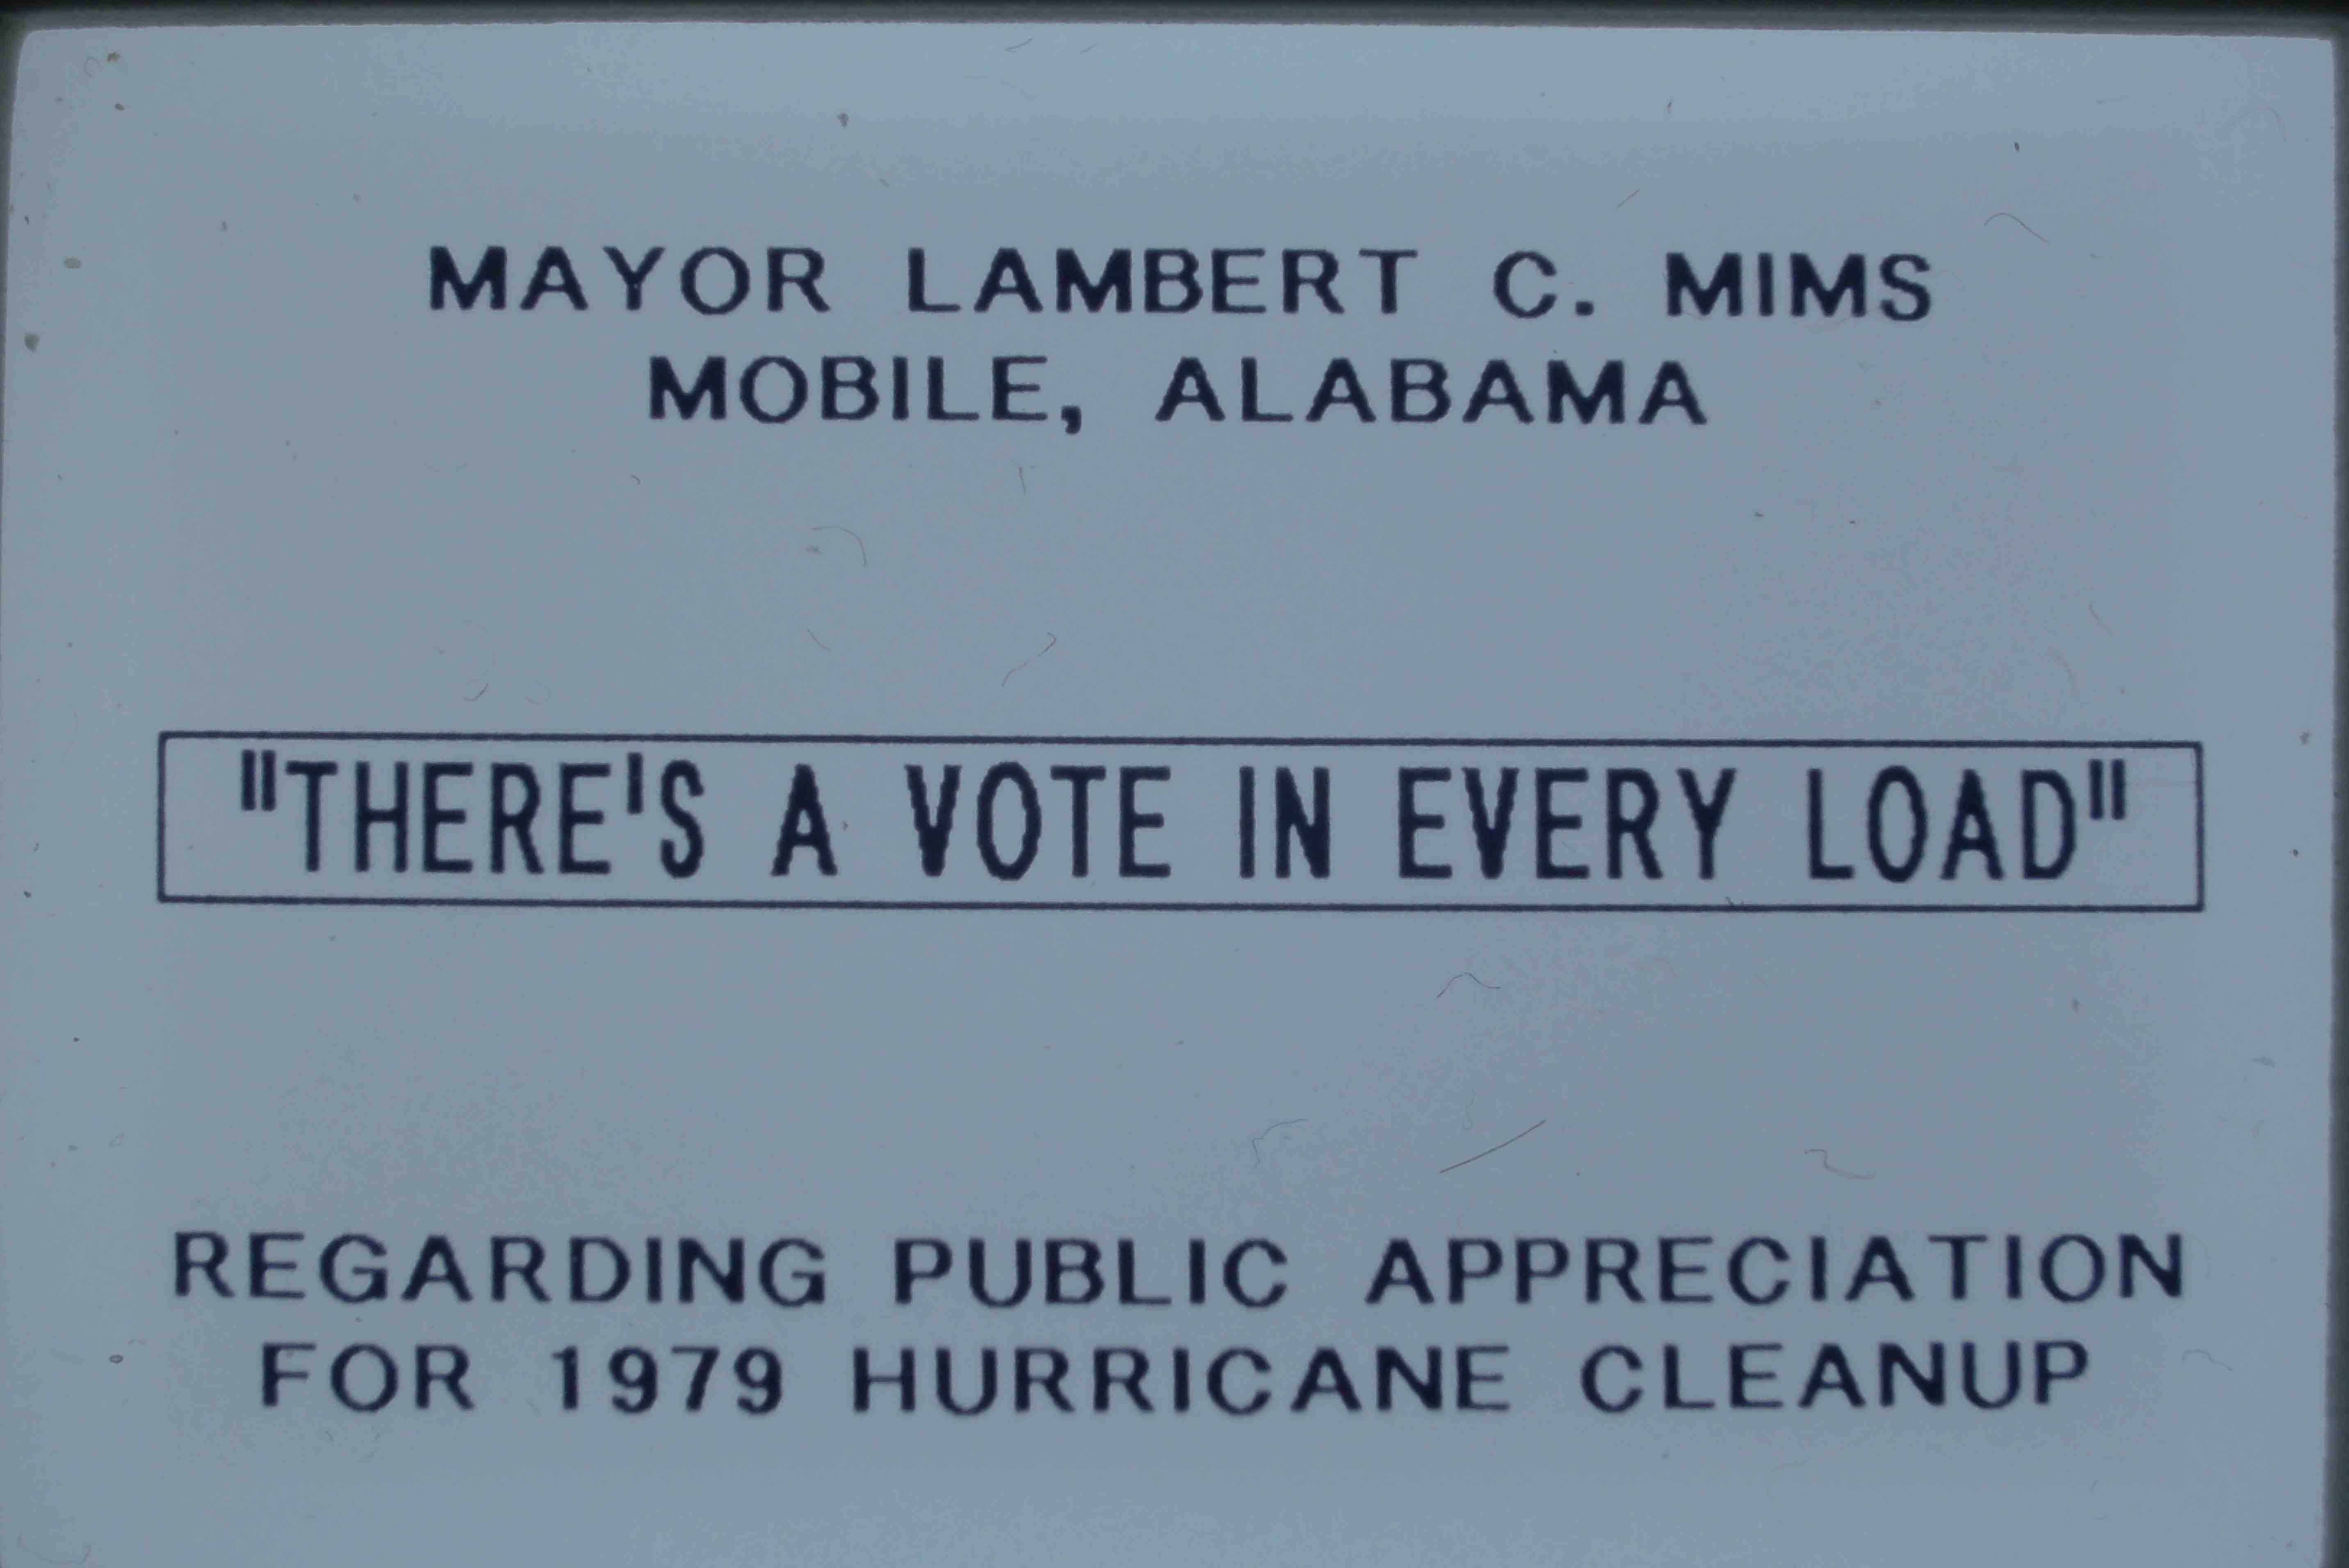 MAYOR LAMBERT C. MIMS
MOBILE, ALABAMA
"THERE'S A VOTE IN EVERY LOAD"
REGARDING PUBLIC APPRECIATION
FOR 1979 HURRICANE CLEANUP